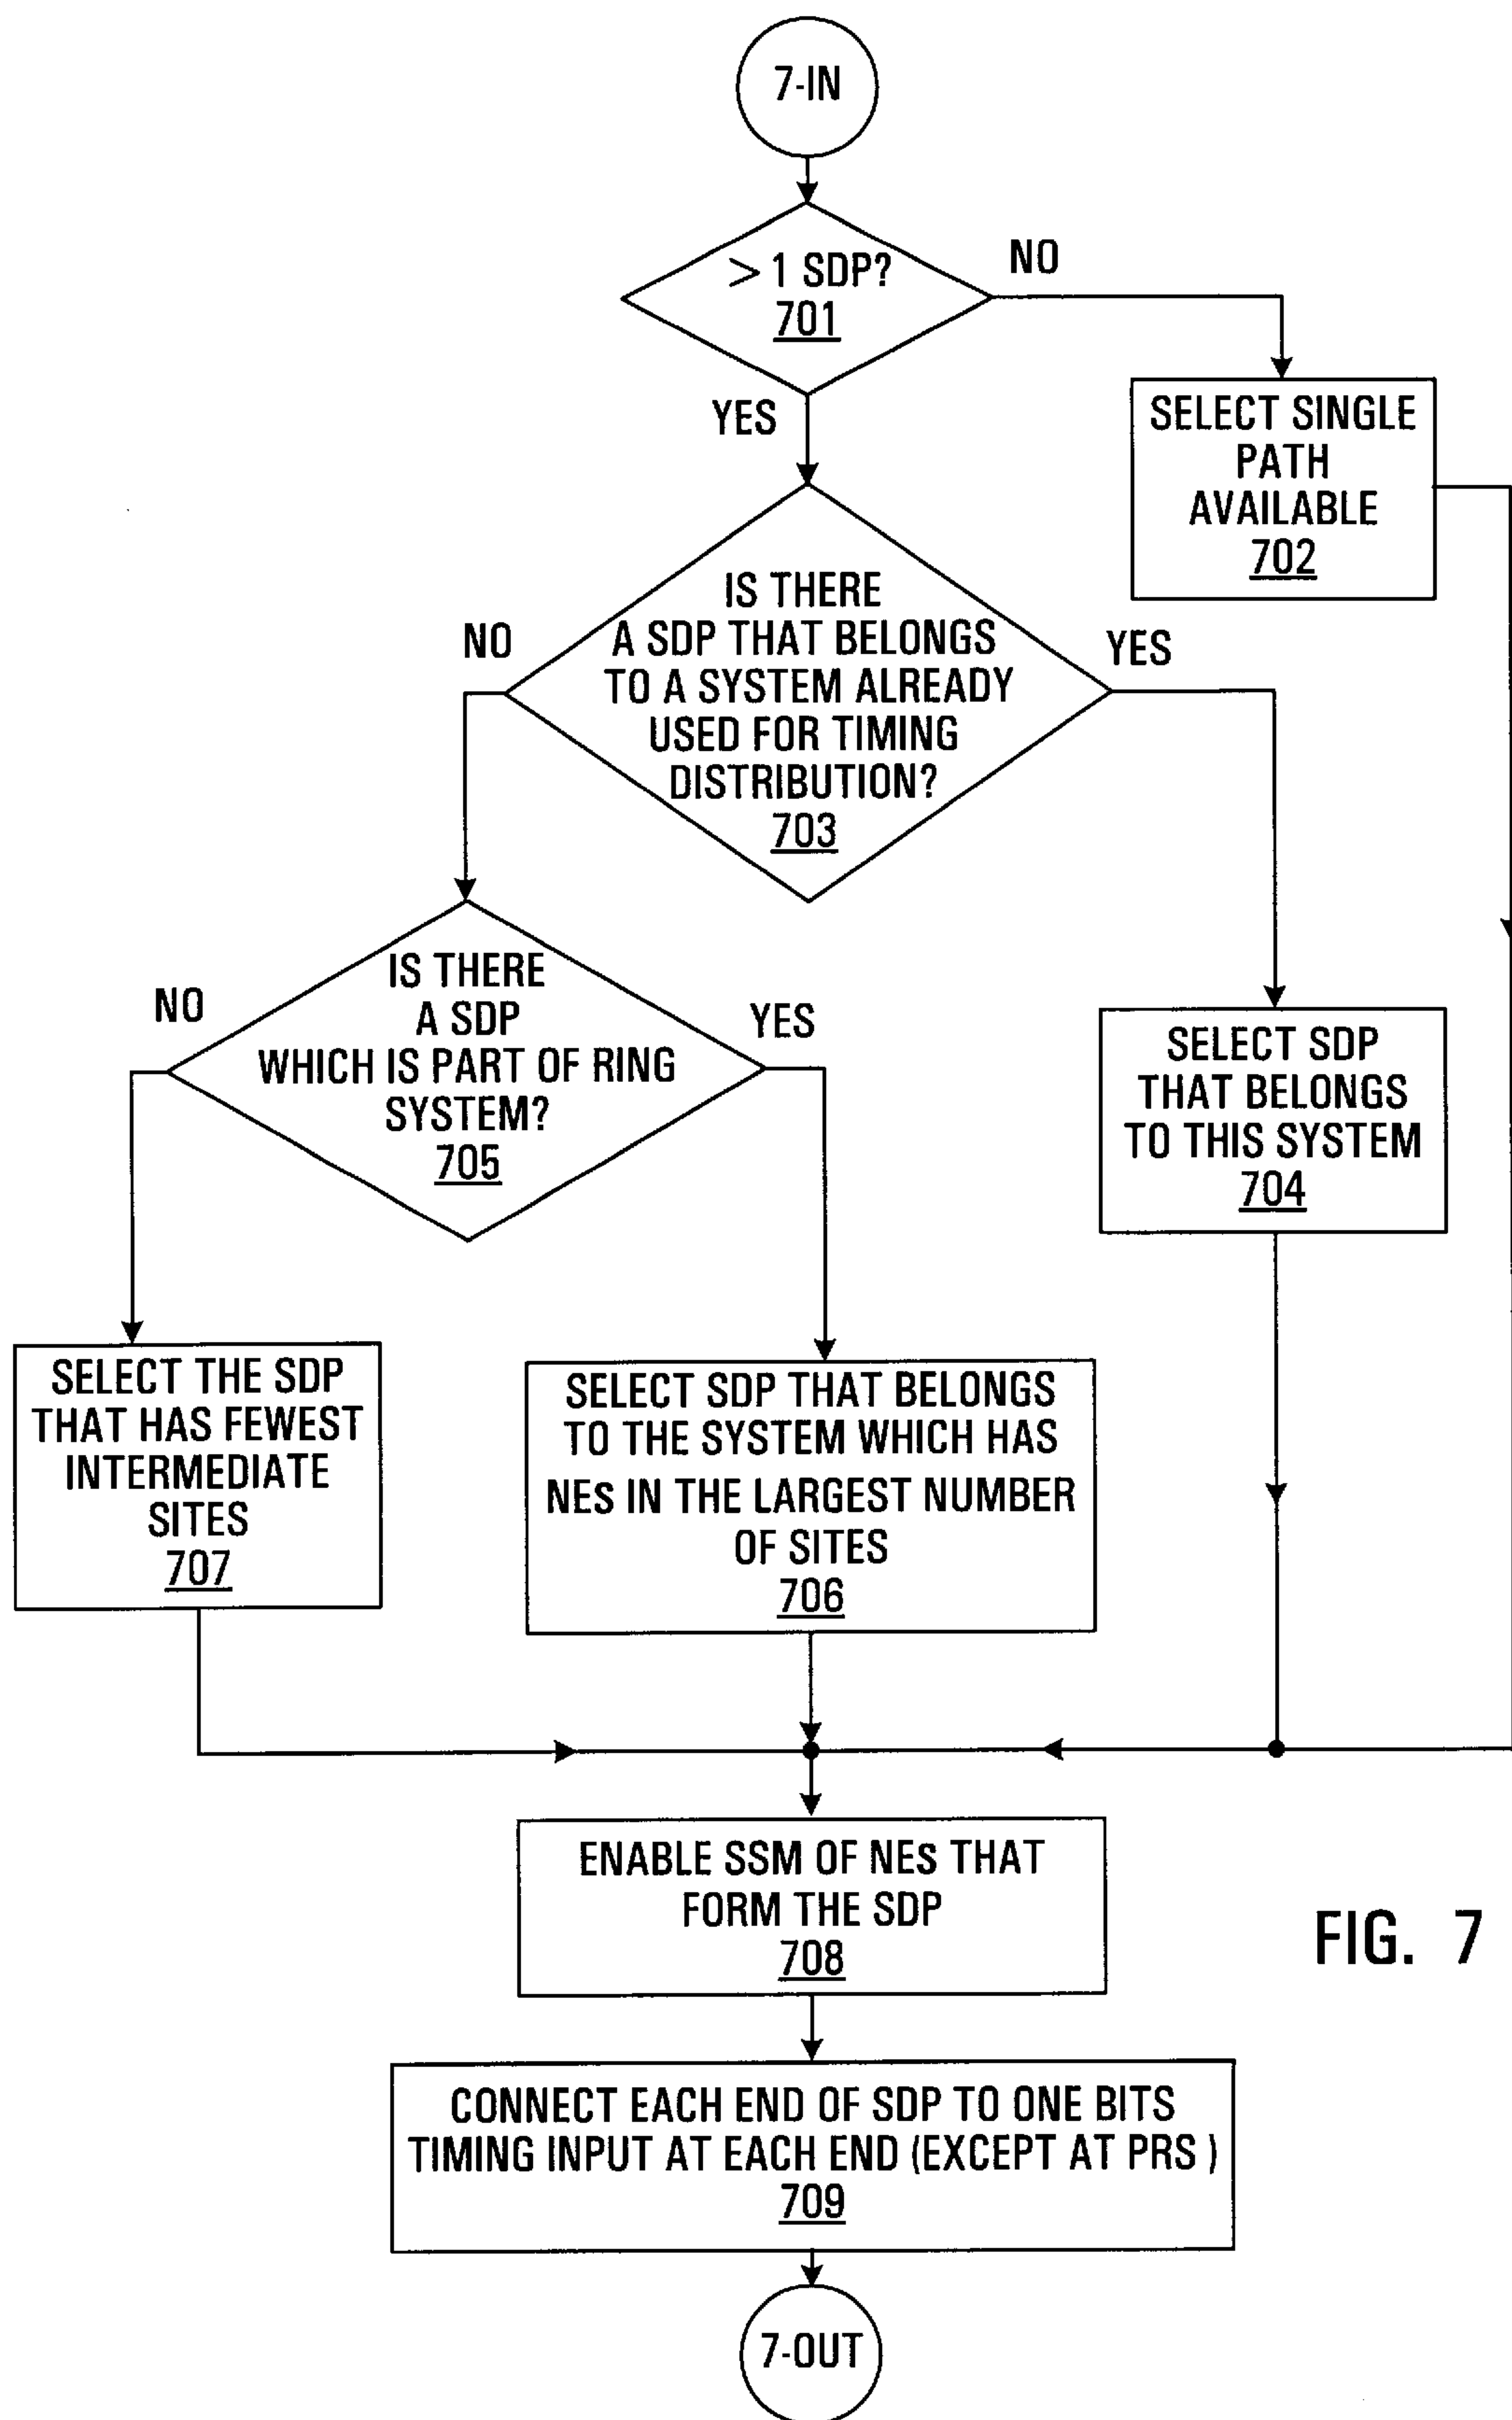 7-IN
> 1 SDP?
701
NO
YES
SELECT SINGLE
PATH
AVAILABLE
702
IS THERE
A SDP THAT BELONGS
TO A SYSTEM ALREADY
USED FOR TIMING
DISTRIBUTION?
703
NO
YES
IS THERE
A SDP
WHICH IS PART OF RING
SYSTEM?
705
NO
YES
SELECT SDP
THAT BELONGS
TO THIS SYSTEM
704
SELECT THE SDP
THAT HAS FEWEST
INTERMEDIATE
SITES
707
SELECT SDP THAT BELONGS
TO THE SYSTEM WHICH HAS
NEs IN THE LARGEST NUMBER
OF SITES
706
ENABLE SSM OF NEs THAT
FORM THE SDP
708
FIG. 7
CONNECT EACH END OF SDP TO ONE BITS
TIMING INPUT AT EACH END (EXCEPT AT PRS )
709
7-OUT